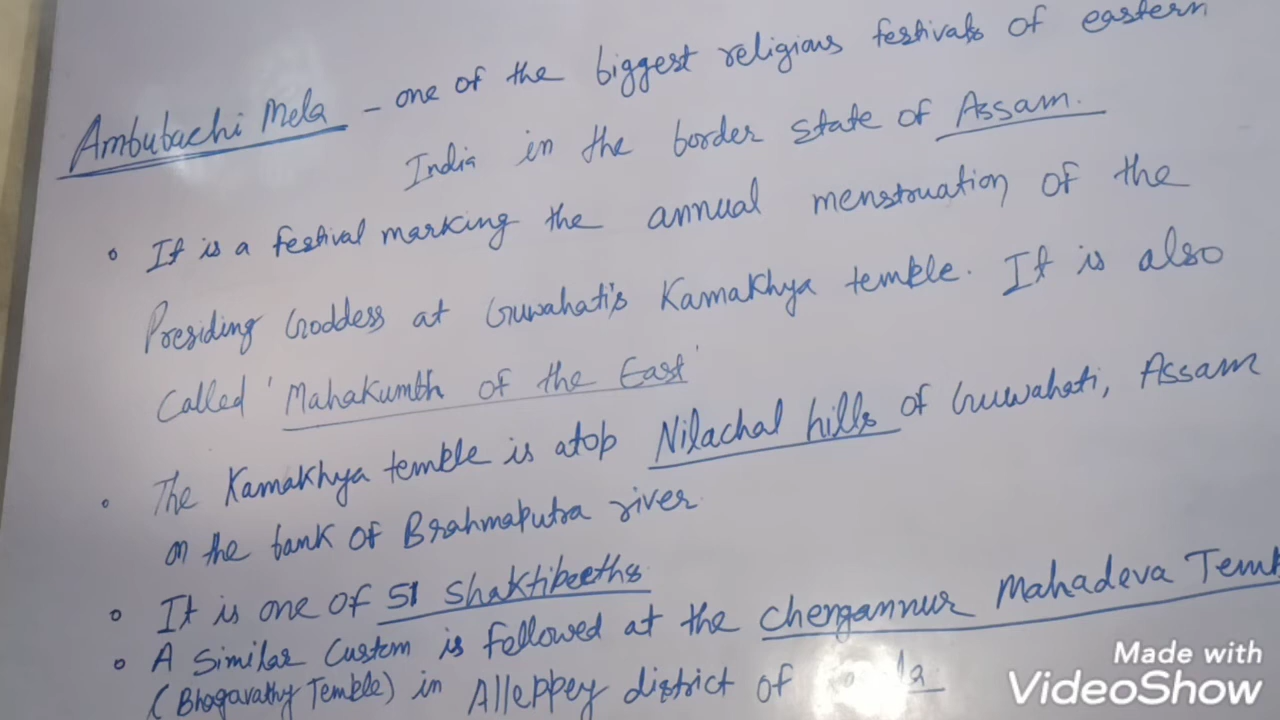 Ambubachi Mela – one of the biggest religious festivals of eastern
India in the border state of Assam.
• It is a festival marking the annual menstruation of the
Presiding Goddess at Guwahati's Kamakhya temple. It is also
called 'Mahakumbh of the East'
• The Kamakhya temple is atop Nilachal hills of Guwahati, Assam
on the bank of Brahmaputra river
• It is one of 51 Shaktipeeths
• A similar custom is followed at the Chengannur Mahadeva Templ
(Bhagavathy Temple) in Alleppey district of
Made with
VideoShow